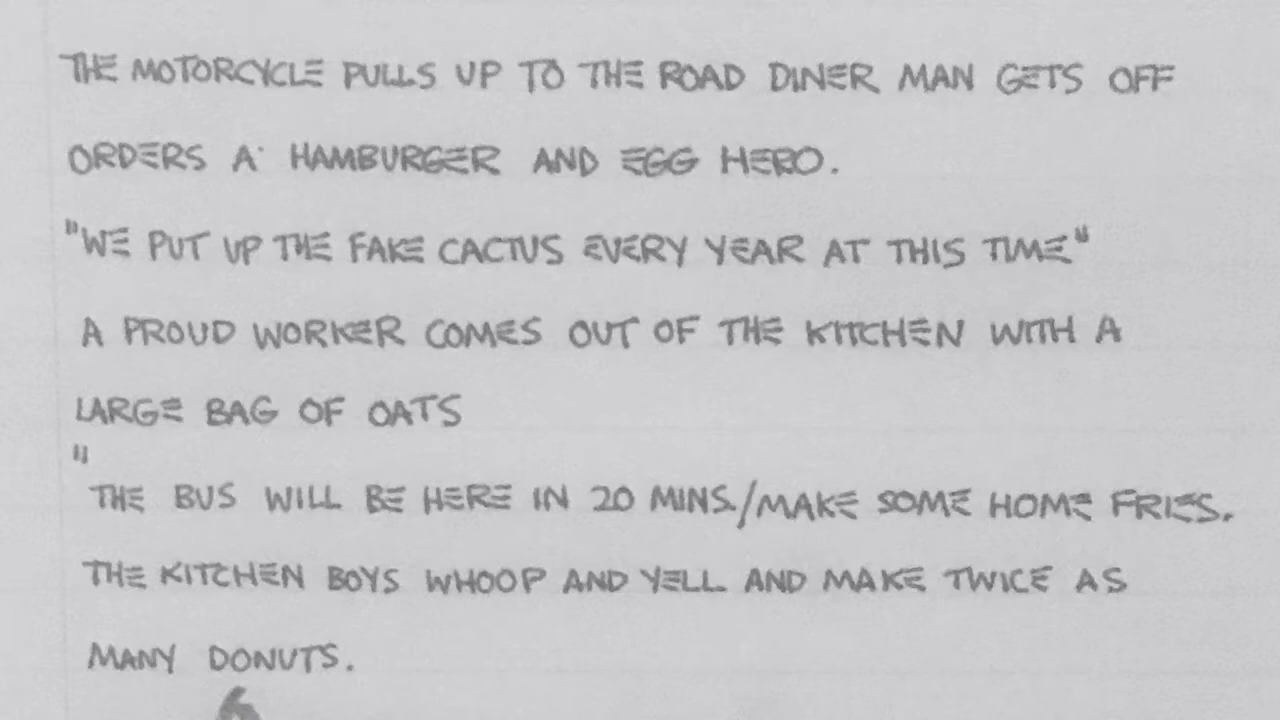 THE MOTORCYCLE PULLS UP TO THE ROAD DINER MAN GETS OFF
ORDERS A HAMBURGER AND EGG HERO.
"WE PUT UP THE FAKE CACTUS EVERY YEAR AT THIS TIME"
A PROUD WORKER COMES OUT OF THE KITCHEN WITH A
LARGE BAG OF OATS
"THE BUS WILL BE HERE IN 20 MINS./MAKE SOME HOME FRIES.
THE KITCHEN BOYS WHOOP AND YELL AND MAKE TWICE AS
MANY DONUTS.